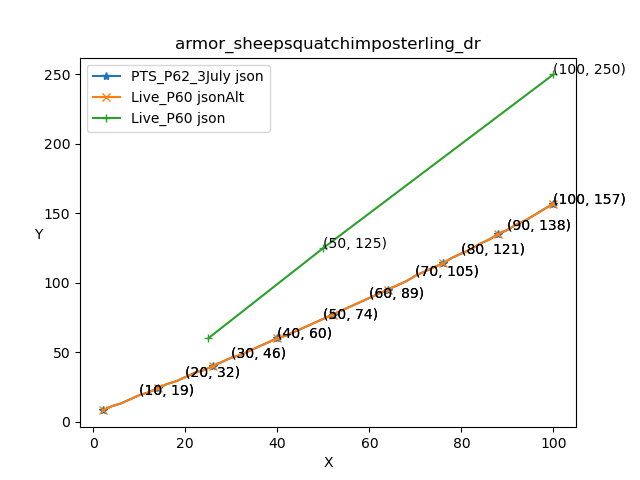 armor_sheepsquatchimposterling_dr
PTS_P62_3July json
Live_P60 jsonAlt
Live_P60 json
Y
250
200
150
100
50
0
(100, 250)
(50, 125)
(100, 157)
(90, 138)
(80, 121)
(70, 105)
(60, 89)
(50, 74)
(40, 60)
(30, 46)
(20, 32)
(10, 19)
0 20 40 60 80 100
X